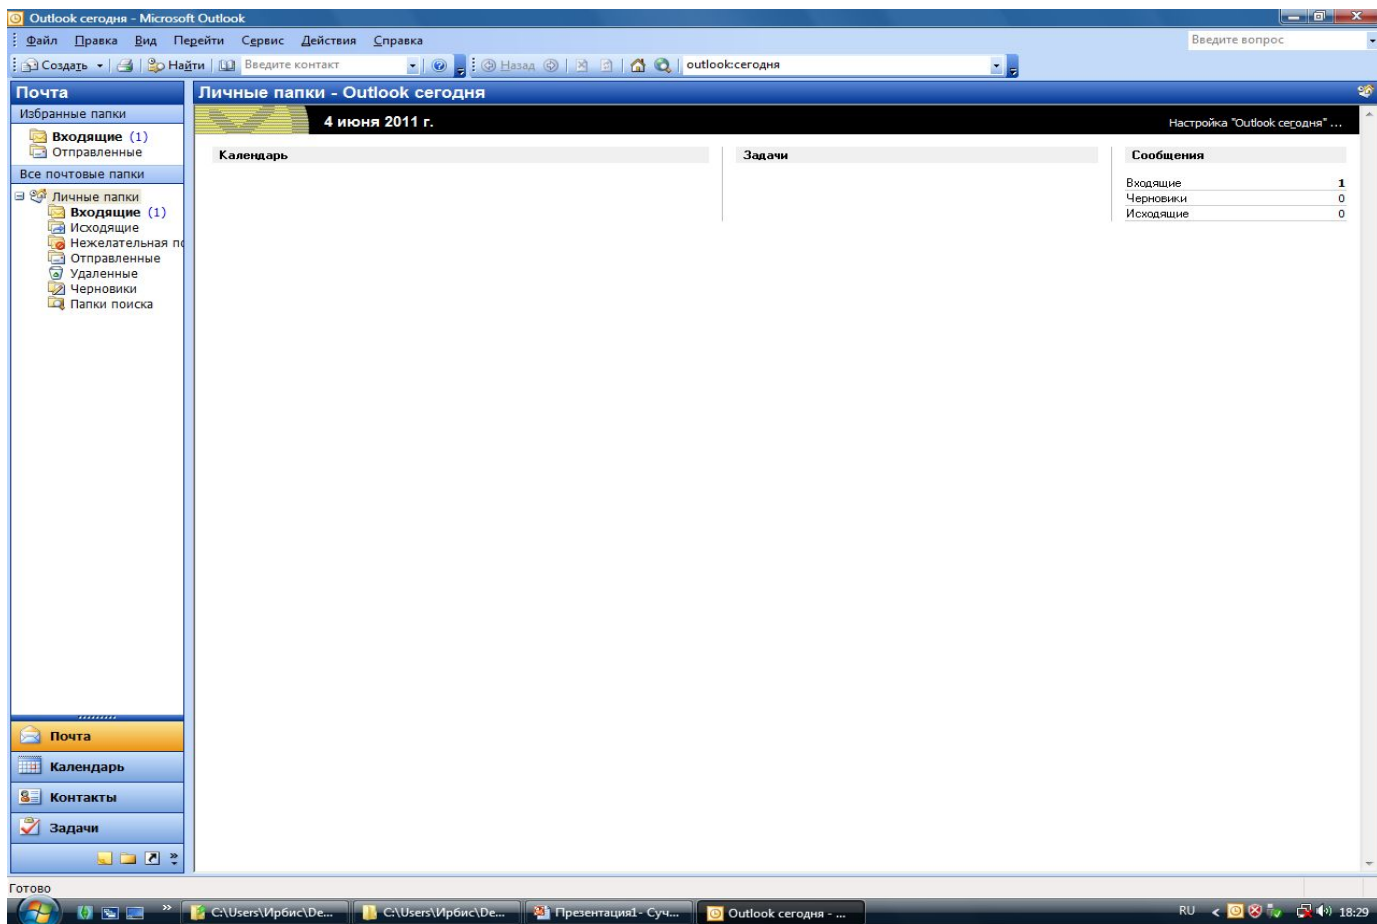 Outlook сегодня - Microsoft Outlook
Файл Правка Вид Перейти Сервис Действия Справка
Введите вопрос
Создать Найти Введите контакт Назад outlook:сегодня
Почта
Личные папки - Outlook сегодня
Избранные папки
Входящие (1)
Отправленные
Все почтовые папки
Личные папки
Входящие (1)
Исходящие
Нежелательная по
Отправленные
Удаленные
Черновики
Папки поиска
4 июня 2011 г.
Настройка "Outlook сегодня" ...
Календарь
Задачи
Сообщения
Входящие 1
Черновики 0
Исходящие 0
Почта
Календарь
Контакты
Задачи
Готово
C:\Users\Ирбис\De...
C:\Users\Ирбис\De...
Презентация1- Суч...
Outlook сегодня - ...
RU
18:29